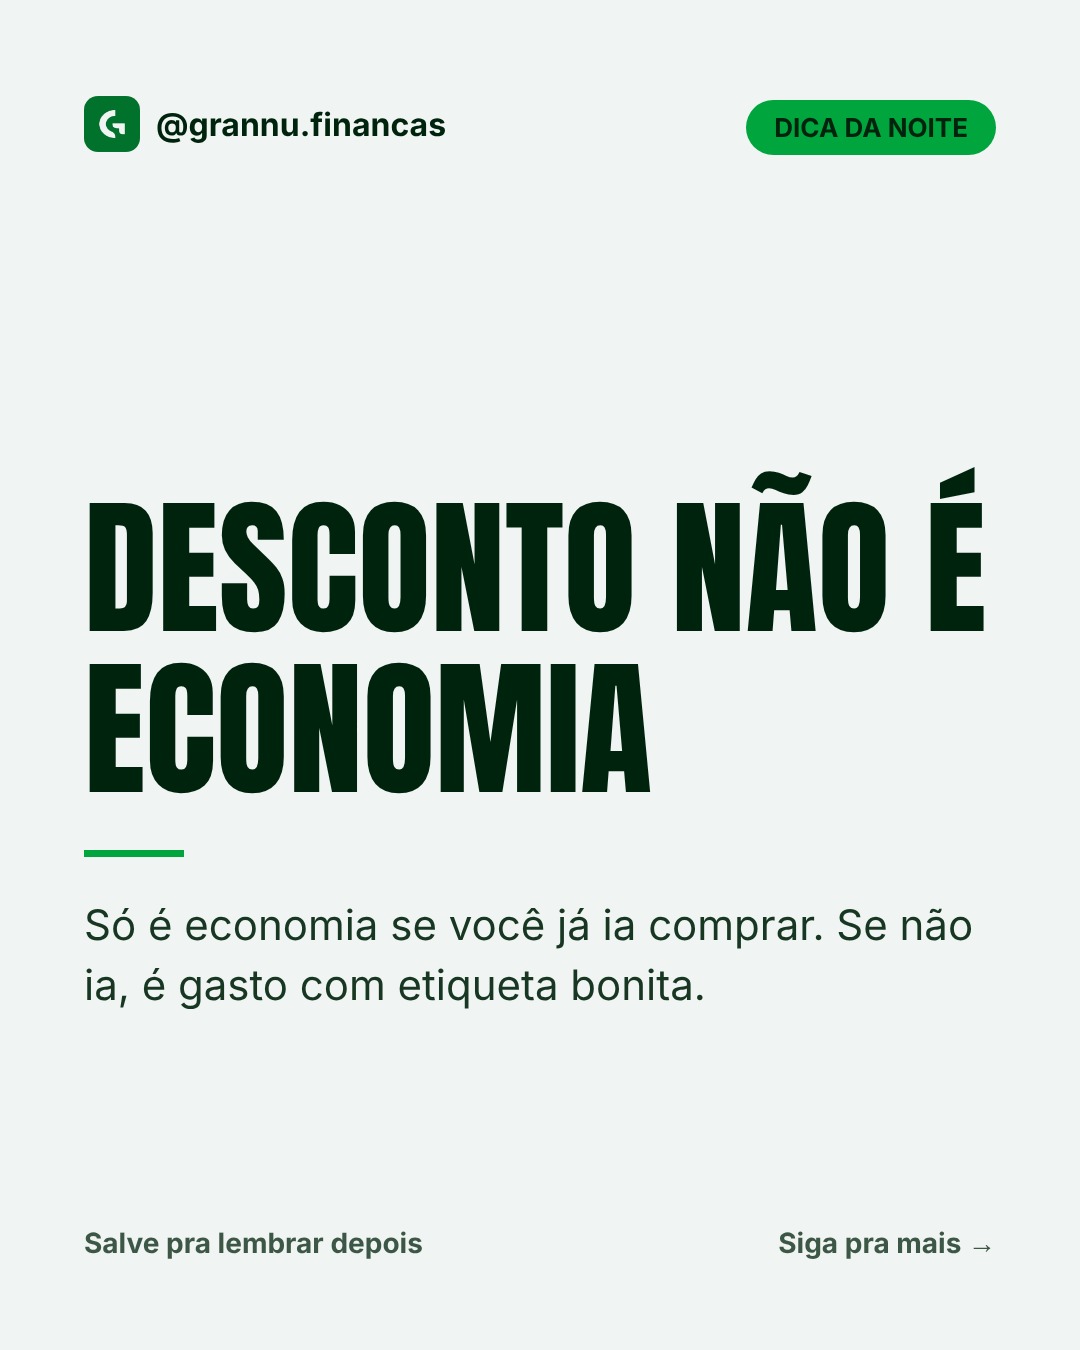 @grannu.financas
DICA DA NOITE
DESCONTO NÃO É
ECONOMIA
Só é economia se você já ia comprar. Se não
ia, é gasto com etiqueta bonita.
Salve pra lembrar depois
Siga pra mais →